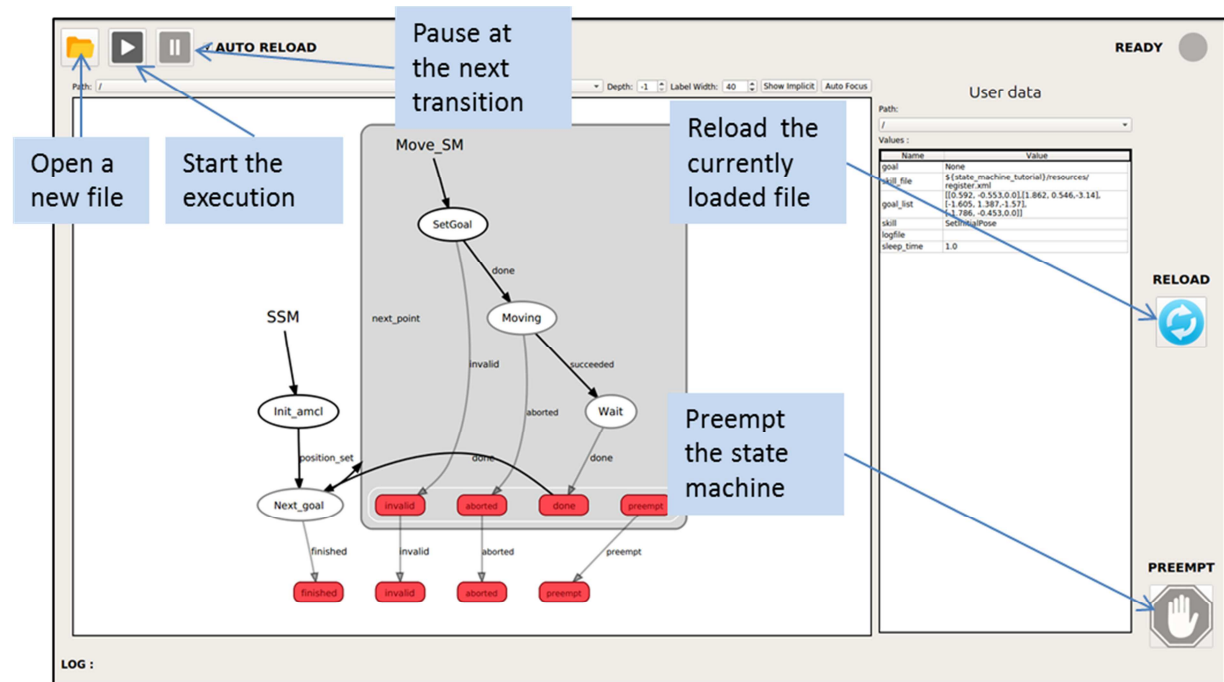 AUTO RELOAD
Pause at
the next
transition
READY
Path: /
Depth: -1
Label Width: 40
Show Implicit
Auto Focus
Open a
new file
Start the
execution
Reload the
currently
loaded file
Preempt
the state
machine
User data
Path:
/
Values :
Name Value
goal None
skill_file ${state_machine_tutorial}/resources/
register.xml
goal_list [[0.592, -0.553,0.0],[1.862, 0.546,-3.14],
[-1.605, 1.387,-1.57],
[-1.786, -0.453,0.0]]
skill SetInitialPose
logfile
sleep_time 1.0
RELOAD
PREEMPT
Move_SM
SetGoal
done
next_point
Moving
invalid
succeeded
SSM
Init_amcl
aborted
Wait
position_set
done
done
Next_goal
invalid
aborted
done
preempt
finished
invalid
aborted
preempt
finished
invalid
aborted
preempt
LOG :